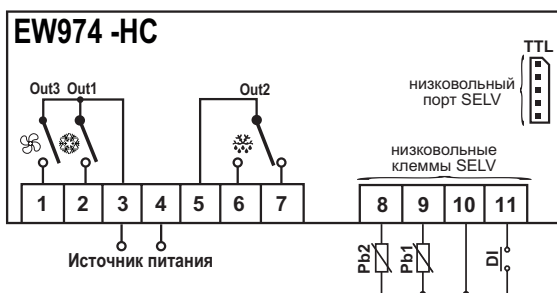 EW974 -HC
TTL
Out3 Out1
Out2
низковольный
порт SELV
низковольные
клеммы SELV
1 2 3 4 5 6 7
8 9 10 11
Источник питания
Pb2
Pb1
DI